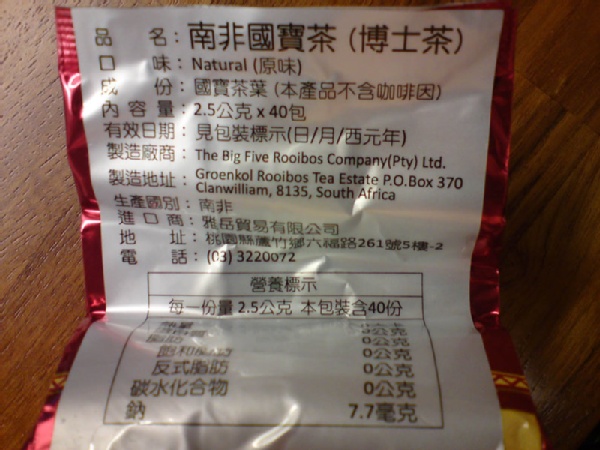 品 名：南非國寶茶 (博士茶)
口 味：Natural (原味)
成 份：國寶茶葉 (本產品不含咖啡因)
內 容 量：2.5公克 x 40包
有效日期：見包裝標示(日/月/西元年)
製造廠商：The Big Five Rooibos Company(Pty) Ltd.
製造地址：Groenkol Rooibos Tea Estate P.O.Box 370
Clanwilliam, 8135, South Africa
生產國別：南非
進 口 商：雅岳貿易有限公司
地 址：桃園縣蘆竹鄉六福路261號5樓-2
電 話：(03) 3220072
營養標示
每一份量 2.5公克 本包裝含40份
脂肪 0公克
飽和脂肪 0公克
反式脂肪 0公克
碳水化合物 0公克
鈉 7.7毫克